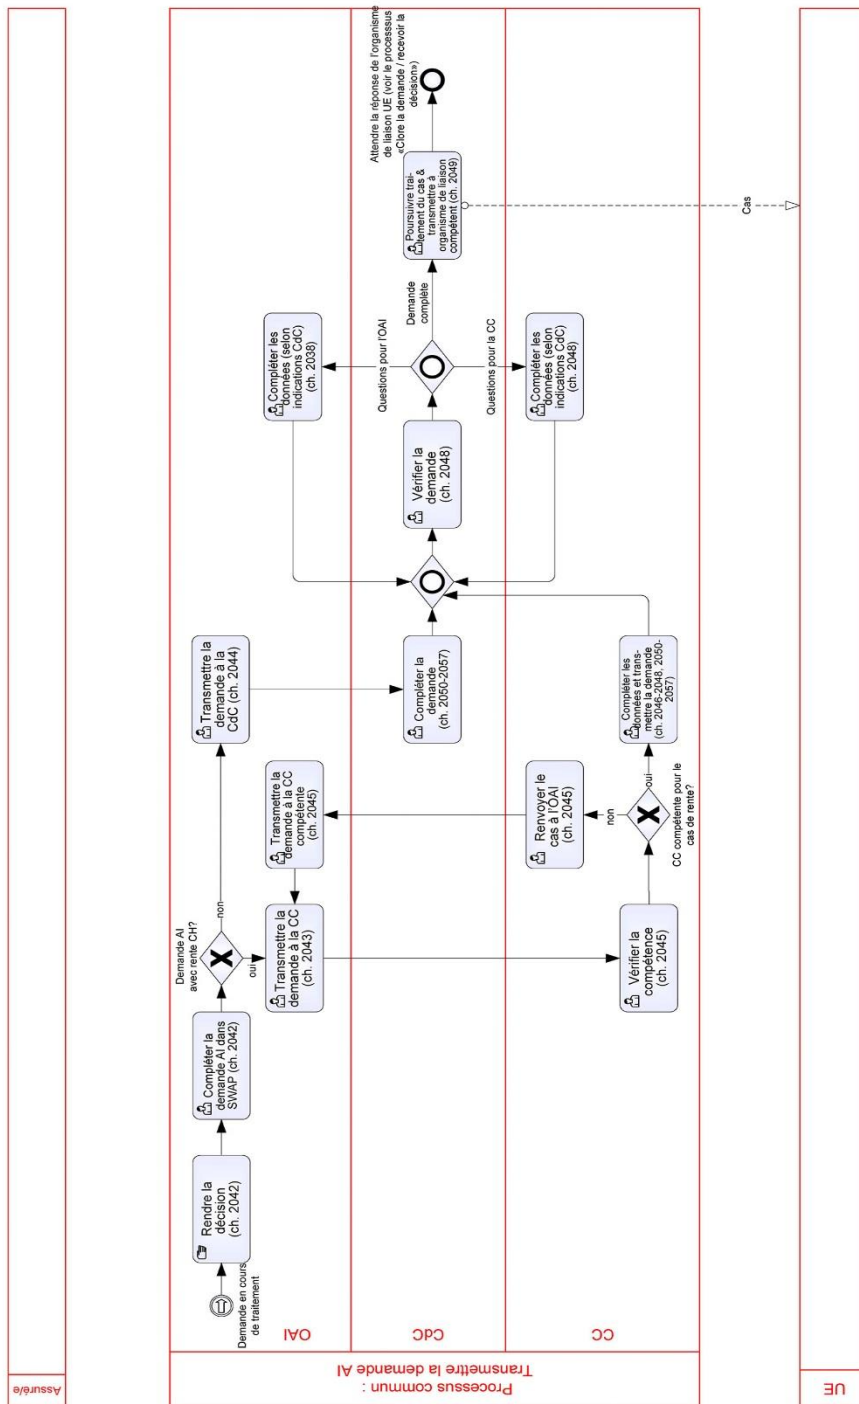 Assuré/e
Processus commun :
Transmettre la demande AI
OAI
CdC
CC
UE
Demande en cours
de traitement
Rendre la
décision
(ch. 2042)
Compléter la
demande AI dans
SWAP (ch. 2042)
Demande AI
avec rente CH?
oui
non
Transmettre la
demande à la CC
(ch. 2043)
Transmettre la
demande à la CC
compétente
(ch. 2045)
Transmettre la
demande à la
CdC (ch. 2044)
Vérifier la
compétence
(ch. 2045)
CC compétente pour le
cas de rente?
non
oui
Renvoyer le
cas à l'OAI
(ch. 2045)
Compléter les
données et trans-
mettre la demande
(ch. 2046-2048, 2050-
2057)
Compléter la
demande
(ch. 2050-2057)
Vérifier la
demande
(ch. 2048)
Questions pour l'OAI
Demande
complète
Questions pour la CC
Compléter les
données (selon
indications CdC)
(ch. 2038)
Compléter les
données (selon
indications CdC)
(ch. 2048)
Poursuivre trai-
tement du cas &
transmettre à
organisme de liaison
compétent (ch. 2049)
Attendre la réponse de l'organisme
de liaison UE (voir le processsus
«Clore la demande / recevoir la
décision»)
Cas